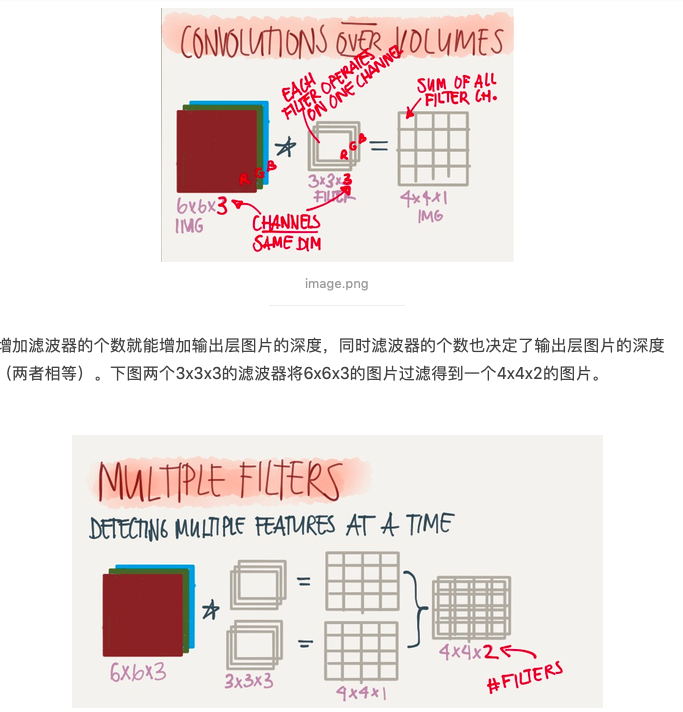 CONVOLUTIONS OVER VOLUMES
EACH
FILTER OPERATES
ON ONE CHANNEL
SUM OF ALL
FILTER CH.
R G B
R G B
=
6x6x3
IMG
3x3x3
FILTER
4x4x1
IMG
CHANNELS
SAME DIM
image.png
增加滤波器的个数就能增加输出层图片的深度，同时滤波器的个数也决定了输出层图片的深度
（两者相等）。下图两个3x3x3的滤波器将6x6x3的图片过滤得到一个4x4x2的图片。
MULTIPLE FILTERS
DETECTING MULTIPLE FEATURES AT A TIME
=
=
6x6x3
3x3x3
4x4x1
4x4x2
#FILTERS